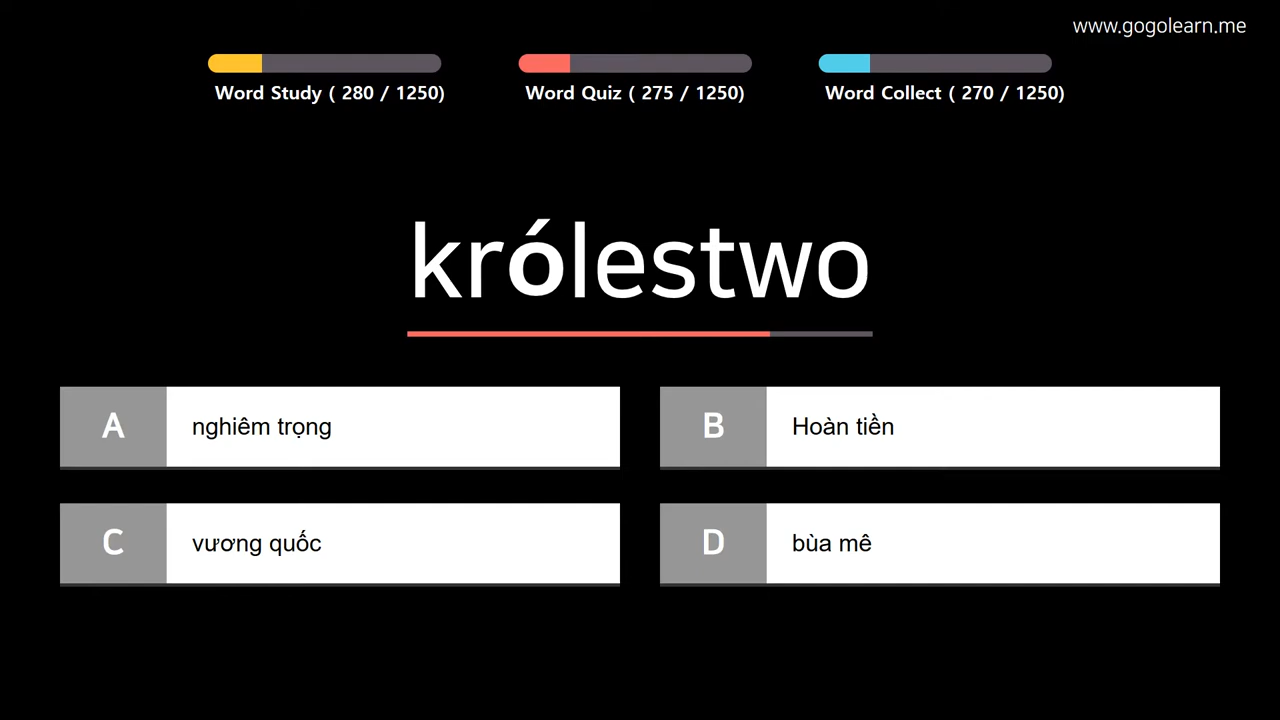 www.gogolearn.me
Word Study ( 280 / 1250)
Word Quiz ( 275 / 1250)
Word Collect ( 270 / 1250)
królestwo
A nghiêm trọng
B Hoàn tiền
C vương quốc
D bùa mê